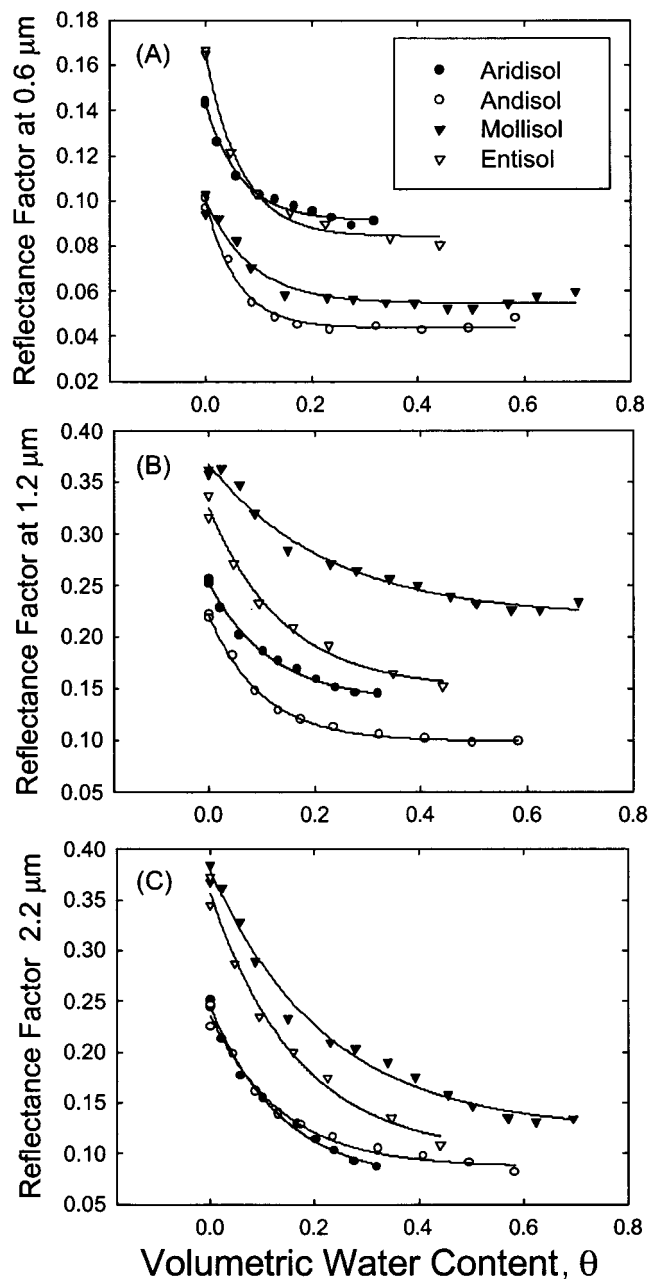 Reflectance Factor at 0.6 μm
0.18
0.16
0.14
0.12
0.10
0.08
0.06
0.04
0.02
(A)
Aridisol
Andisol
Mollisol
Entisol
0.0 0.2 0.4 0.6 0.8
Reflectance Factor at 1.2 μm
0.40
0.35
0.30
0.25
0.20
0.15
0.10
0.05
(B)
0.0 0.2 0.4 0.6 0.8
Reflectance Factor 2.2 μm
0.40
0.35
0.30
0.25
0.20
0.15
0.10
0.05
(C)
0.0 0.2 0.4 0.6 0.8
Volumetric Water Content, θ